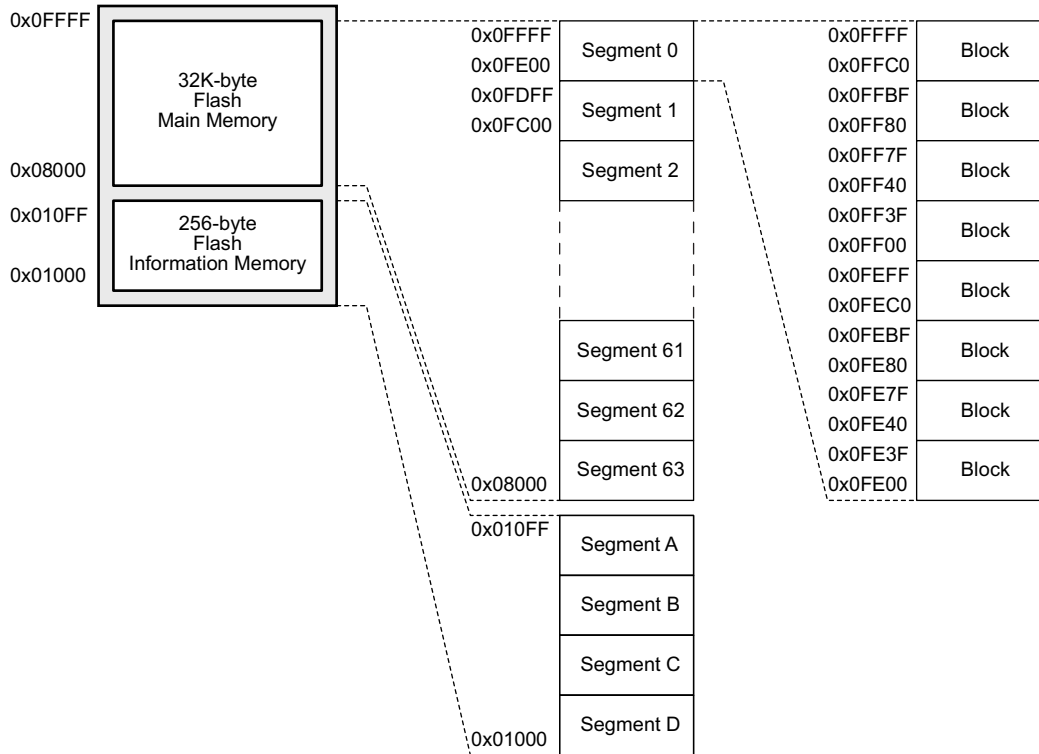 0x0FFFF
32K-byte
Flash
Main Memory
0x08000
0x010FF
256-byte
Flash
Information Memory
0x01000
0x0FFFF
Segment 0
0x0FE00
0x0FDFF
Segment 1
0x0FC00
Segment 2
Segment 61
Segment 62
Segment 63
0x08000
0x010FF
Segment A
Segment B
Segment C
Segment D
0x01000
0x0FFFF
Block
0x0FFC0
0x0FFBF
Block
0x0FF80
0x0FF7F
Block
0x0FF40
0x0FF3F
Block
0x0FF00
0x0FEFF
Block
0x0FEC0
0x0FEBF
Block
0x0FE80
0x0FE7F
Block
0x0FE40
0x0FE3F
Block
0x0FE00